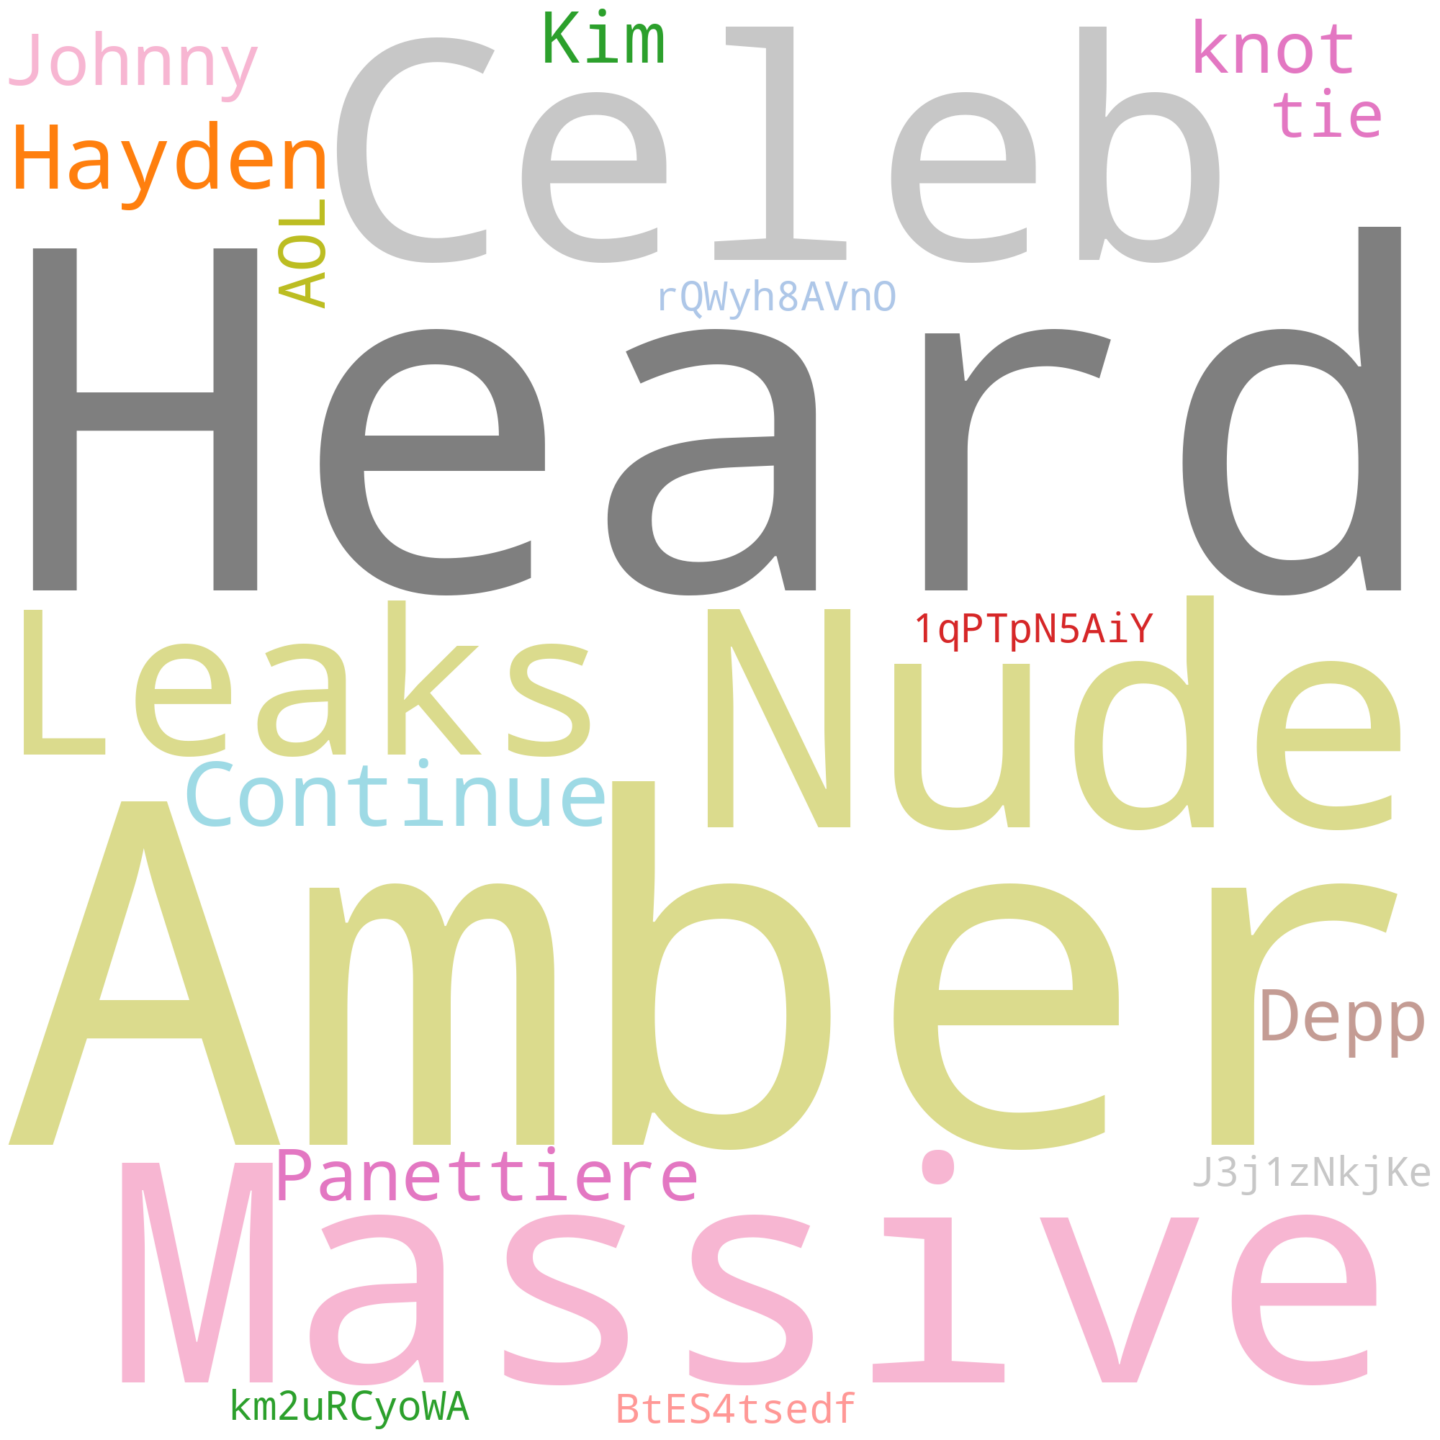 Johnny
Kim
Celeb
knot
tie
Hayden
AOL
rQWyh8AVnO
Heard
Leaks
Nude
1qPTpN5AiY
Continue
Amber
Depp
Panettiere
J3j1zNkjKe
Massive
km2uRCyoWA
BtES4tsedf